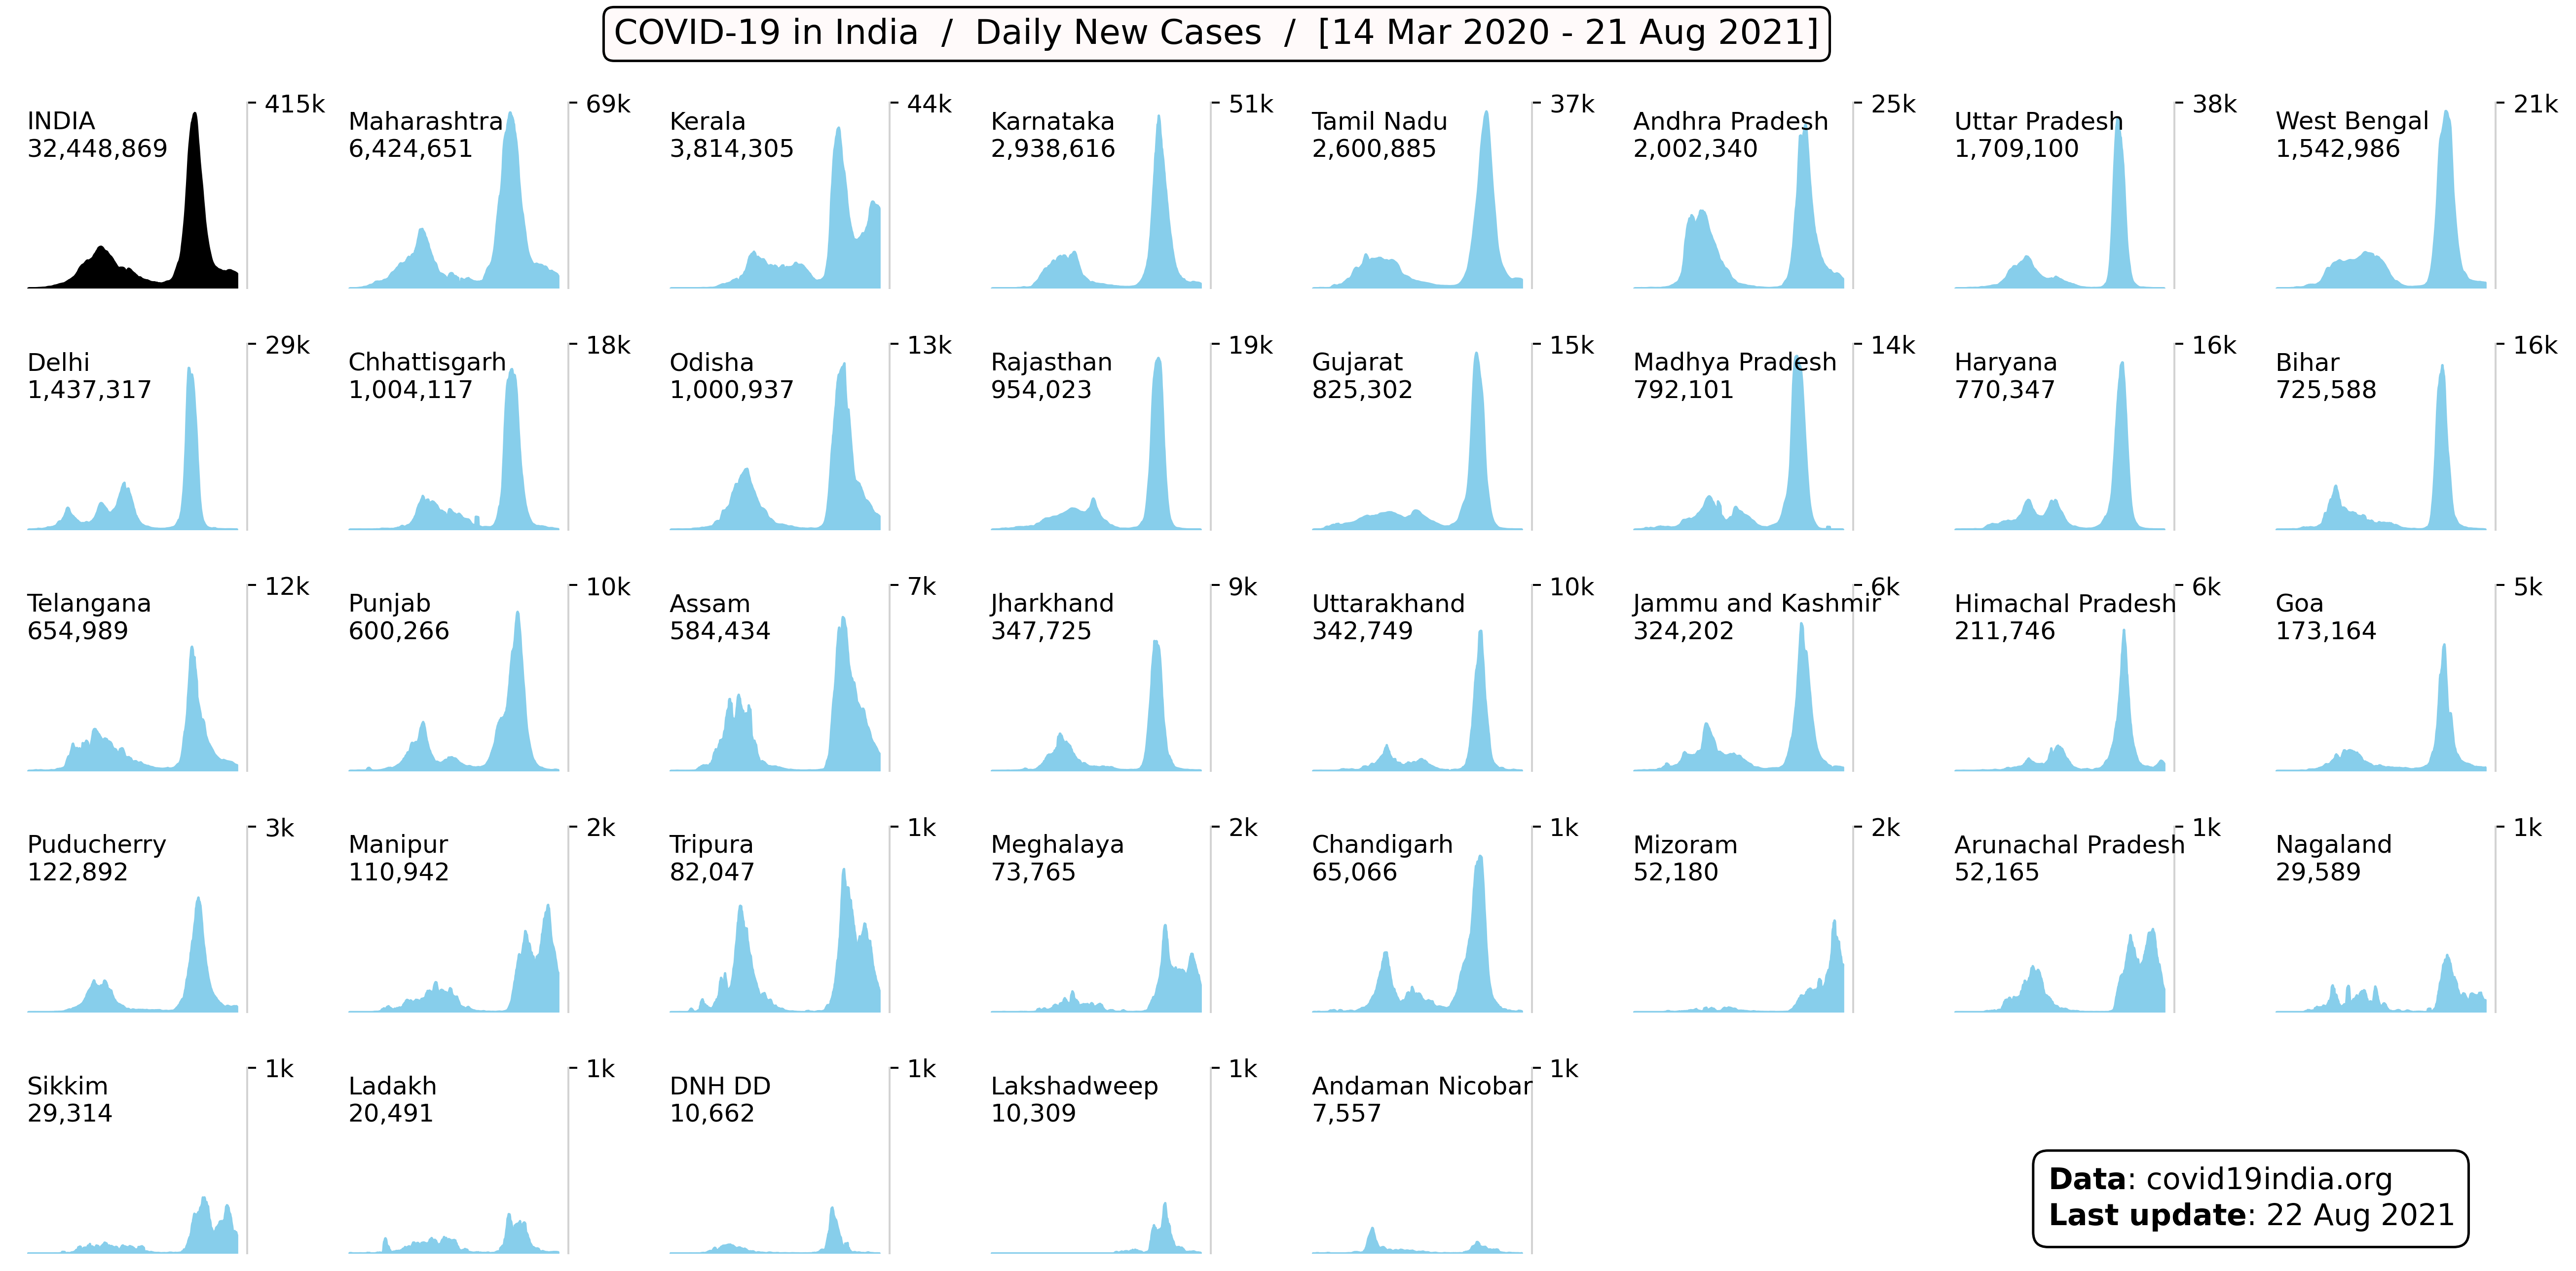 COVID-19 in India / Daily New Cases / [14 Mar 2020 - 21 Aug 2021]
INDIA
32,448,869
415k
Maharashtra
6,424,651
69k
Kerala
3,814,305
44k
Karnataka
2,938,616
51k
Tamil Nadu
2,600,885
37k
Andhra Pradesh
2,002,340
25k
Uttar Pradesh
1,709,100
38k
West Bengal
1,542,986
21k
Delhi
1,437,317
29k
Chhattisgarh
1,004,117
18k
Odisha
1,000,937
13k
Rajasthan
954,023
19k
Gujarat
825,302
15k
Madhya Pradesh
792,101
14k
Haryana
770,347
16k
Bihar
725,588
16k
Telangana
654,989
12k
Punjab
600,266
10k
Assam
584,434
7k
Jharkhand
347,725
9k
Uttarakhand
342,749
10k
Jammu and Kashmir
324,202
6k
Himachal Pradesh
211,746
6k
Goa
173,164
5k
Puducherry
122,892
3k
Manipur
110,942
2k
Tripura
82,047
1k
Meghalaya
73,765
2k
Chandigarh
65,066
1k
Mizoram
52,180
2k
Arunachal Pradesh
52,165
1k
Nagaland
29,589
1k
Sikkim
29,314
1k
Ladakh
20,491
1k
DNH DD
10,662
1k
Lakshadweep
10,309
1k
Andaman Nicobar
7,557
1k
Data: covid19india.org
Last update: 22 Aug 2021